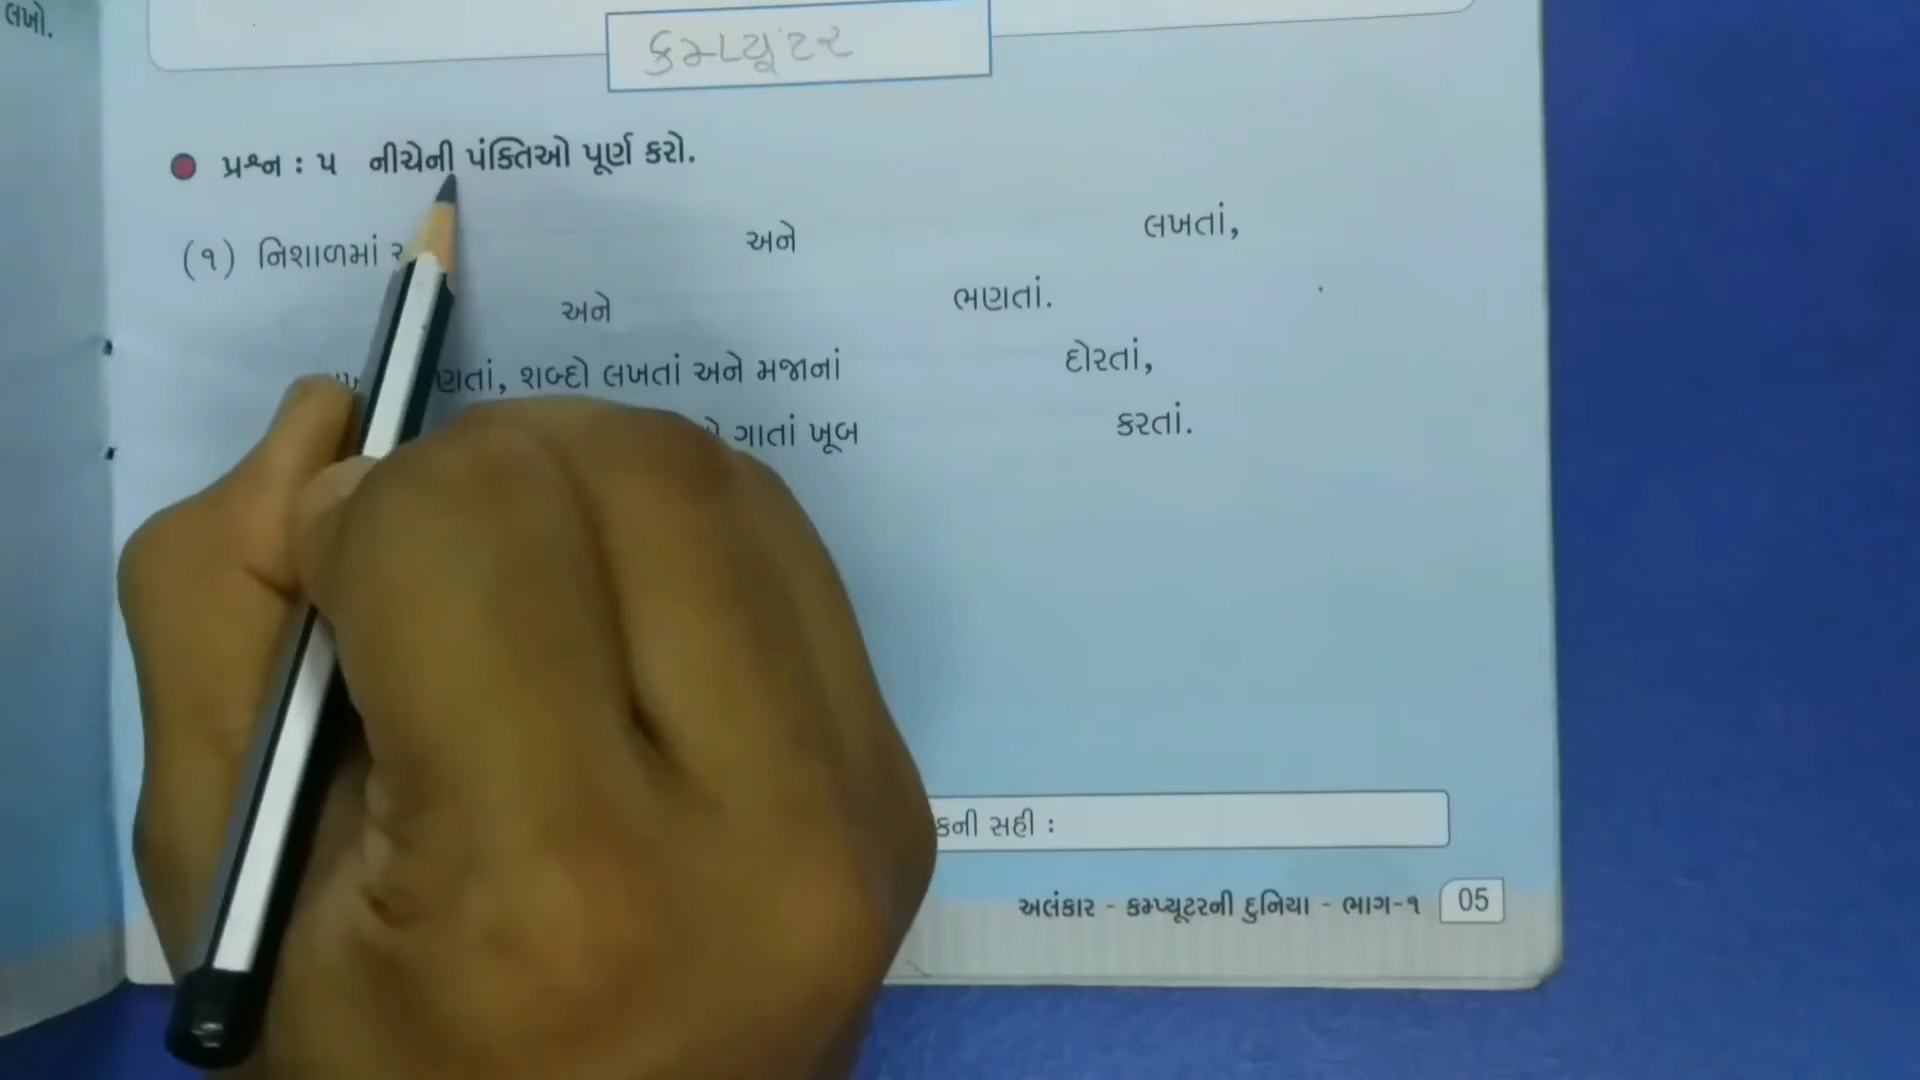 લખો.
કમ્પ્યૂટર
પ્રશ્ન : ૫ નીચેની પંક્તિઓ પૂર્ણ કરો.
(૧) નિશાળમાં અને લખતાં,
અને ભણતાં.
શબ્દો લખતાં અને મજાનાં દોરતાં,
ગાતાં ખૂબ કરતાં.
સહી :
અલંકાર - કમ્પ્યૂટરની દુનિયા - ભાગ-૧ 05